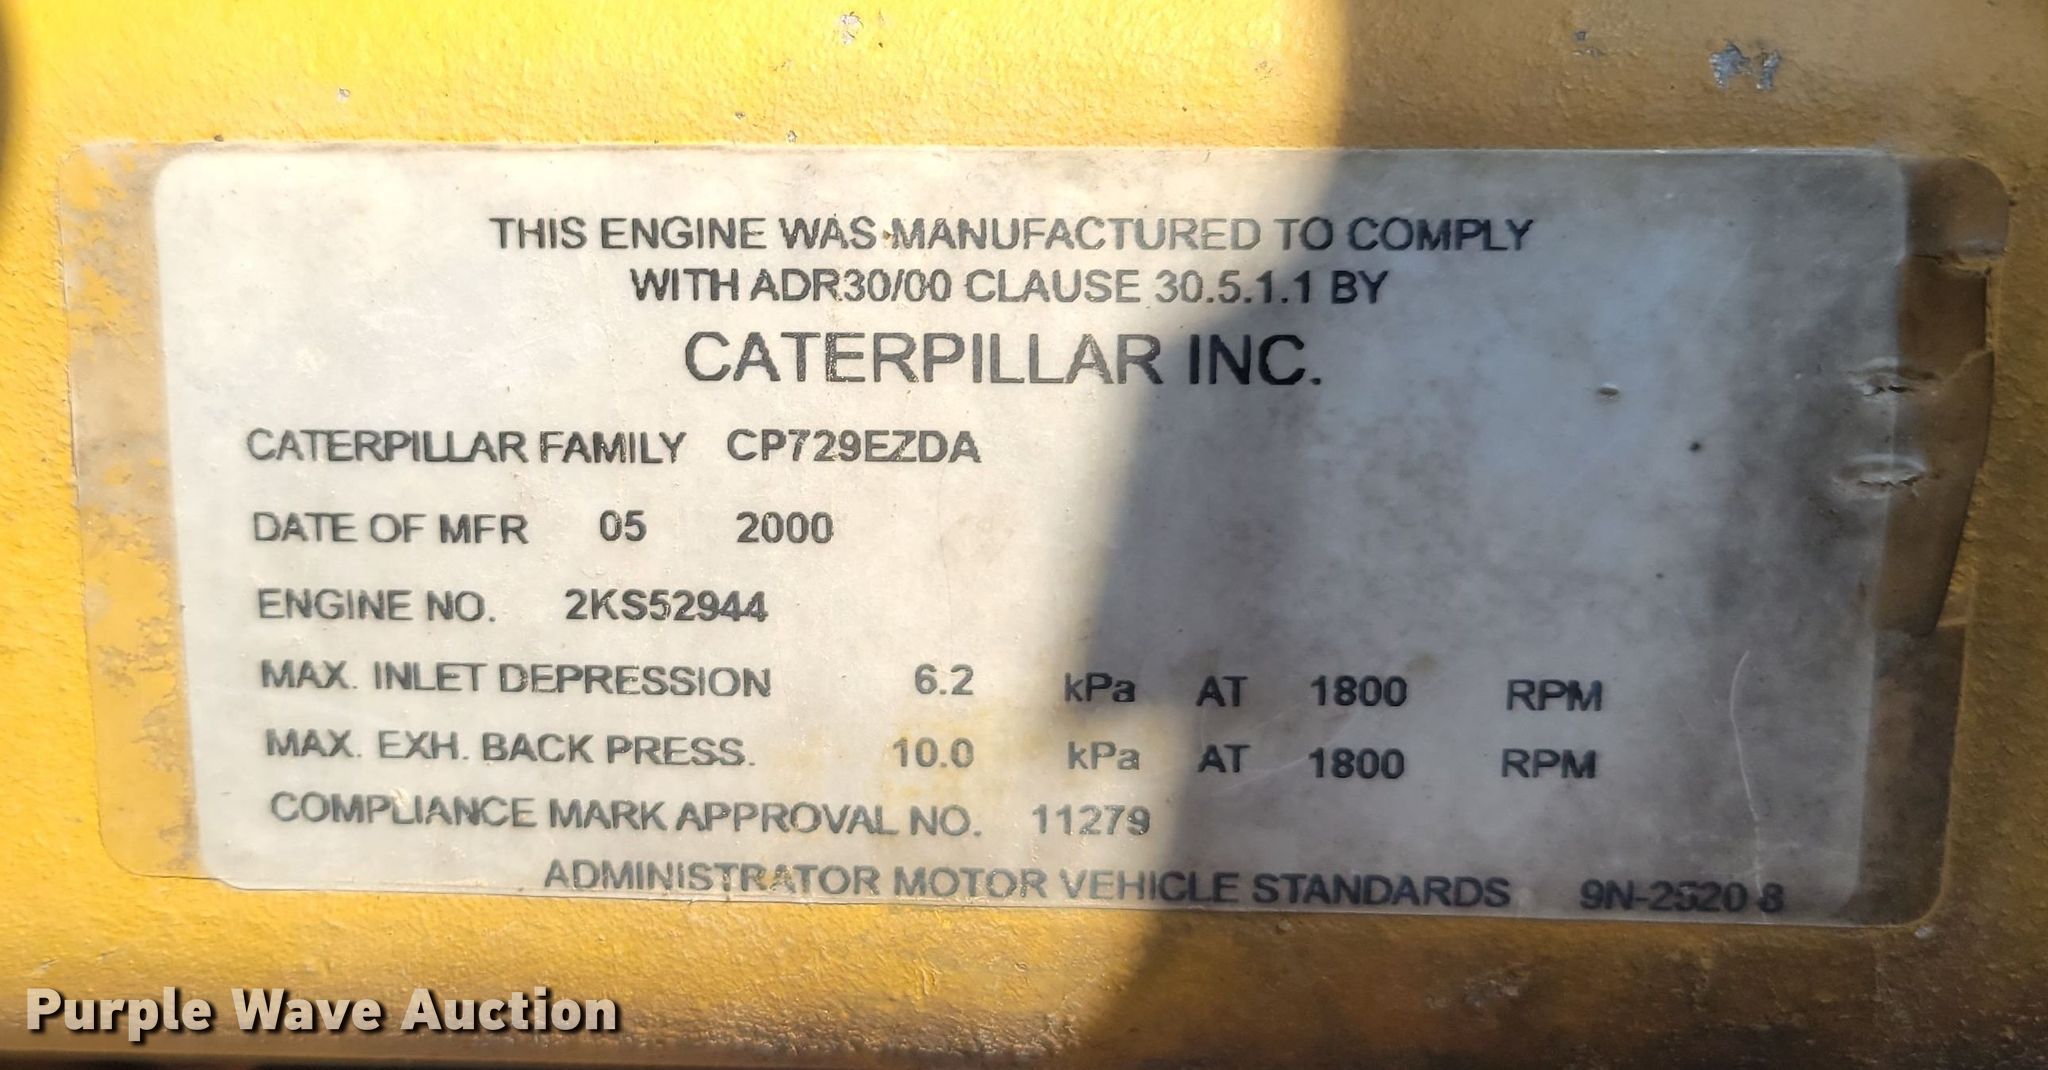 THIS ENGINE WAS MANUFACTURED TO COMPLY
WITH ADR30/00 CLAUSE 30.5.1.1 BY
CATERPILLAR INC.
CATERPILLAR FAMILY CP729EZDA
DATE OF MFR 05 2000
ENGINE NO. 2KS52944
MAX. INLET DEPRESSION 6.2 kPa AT 1800 RPM
MAX. EXH. BACK PRESS. 10.0 kPa AT 1800 RPM
COMPLIANCE MARK APPROVAL NO. 11279
ADMINISTRATOR MOTOR VEHICLE STANDARDS 9N-2520 8
Purple Wave Auction